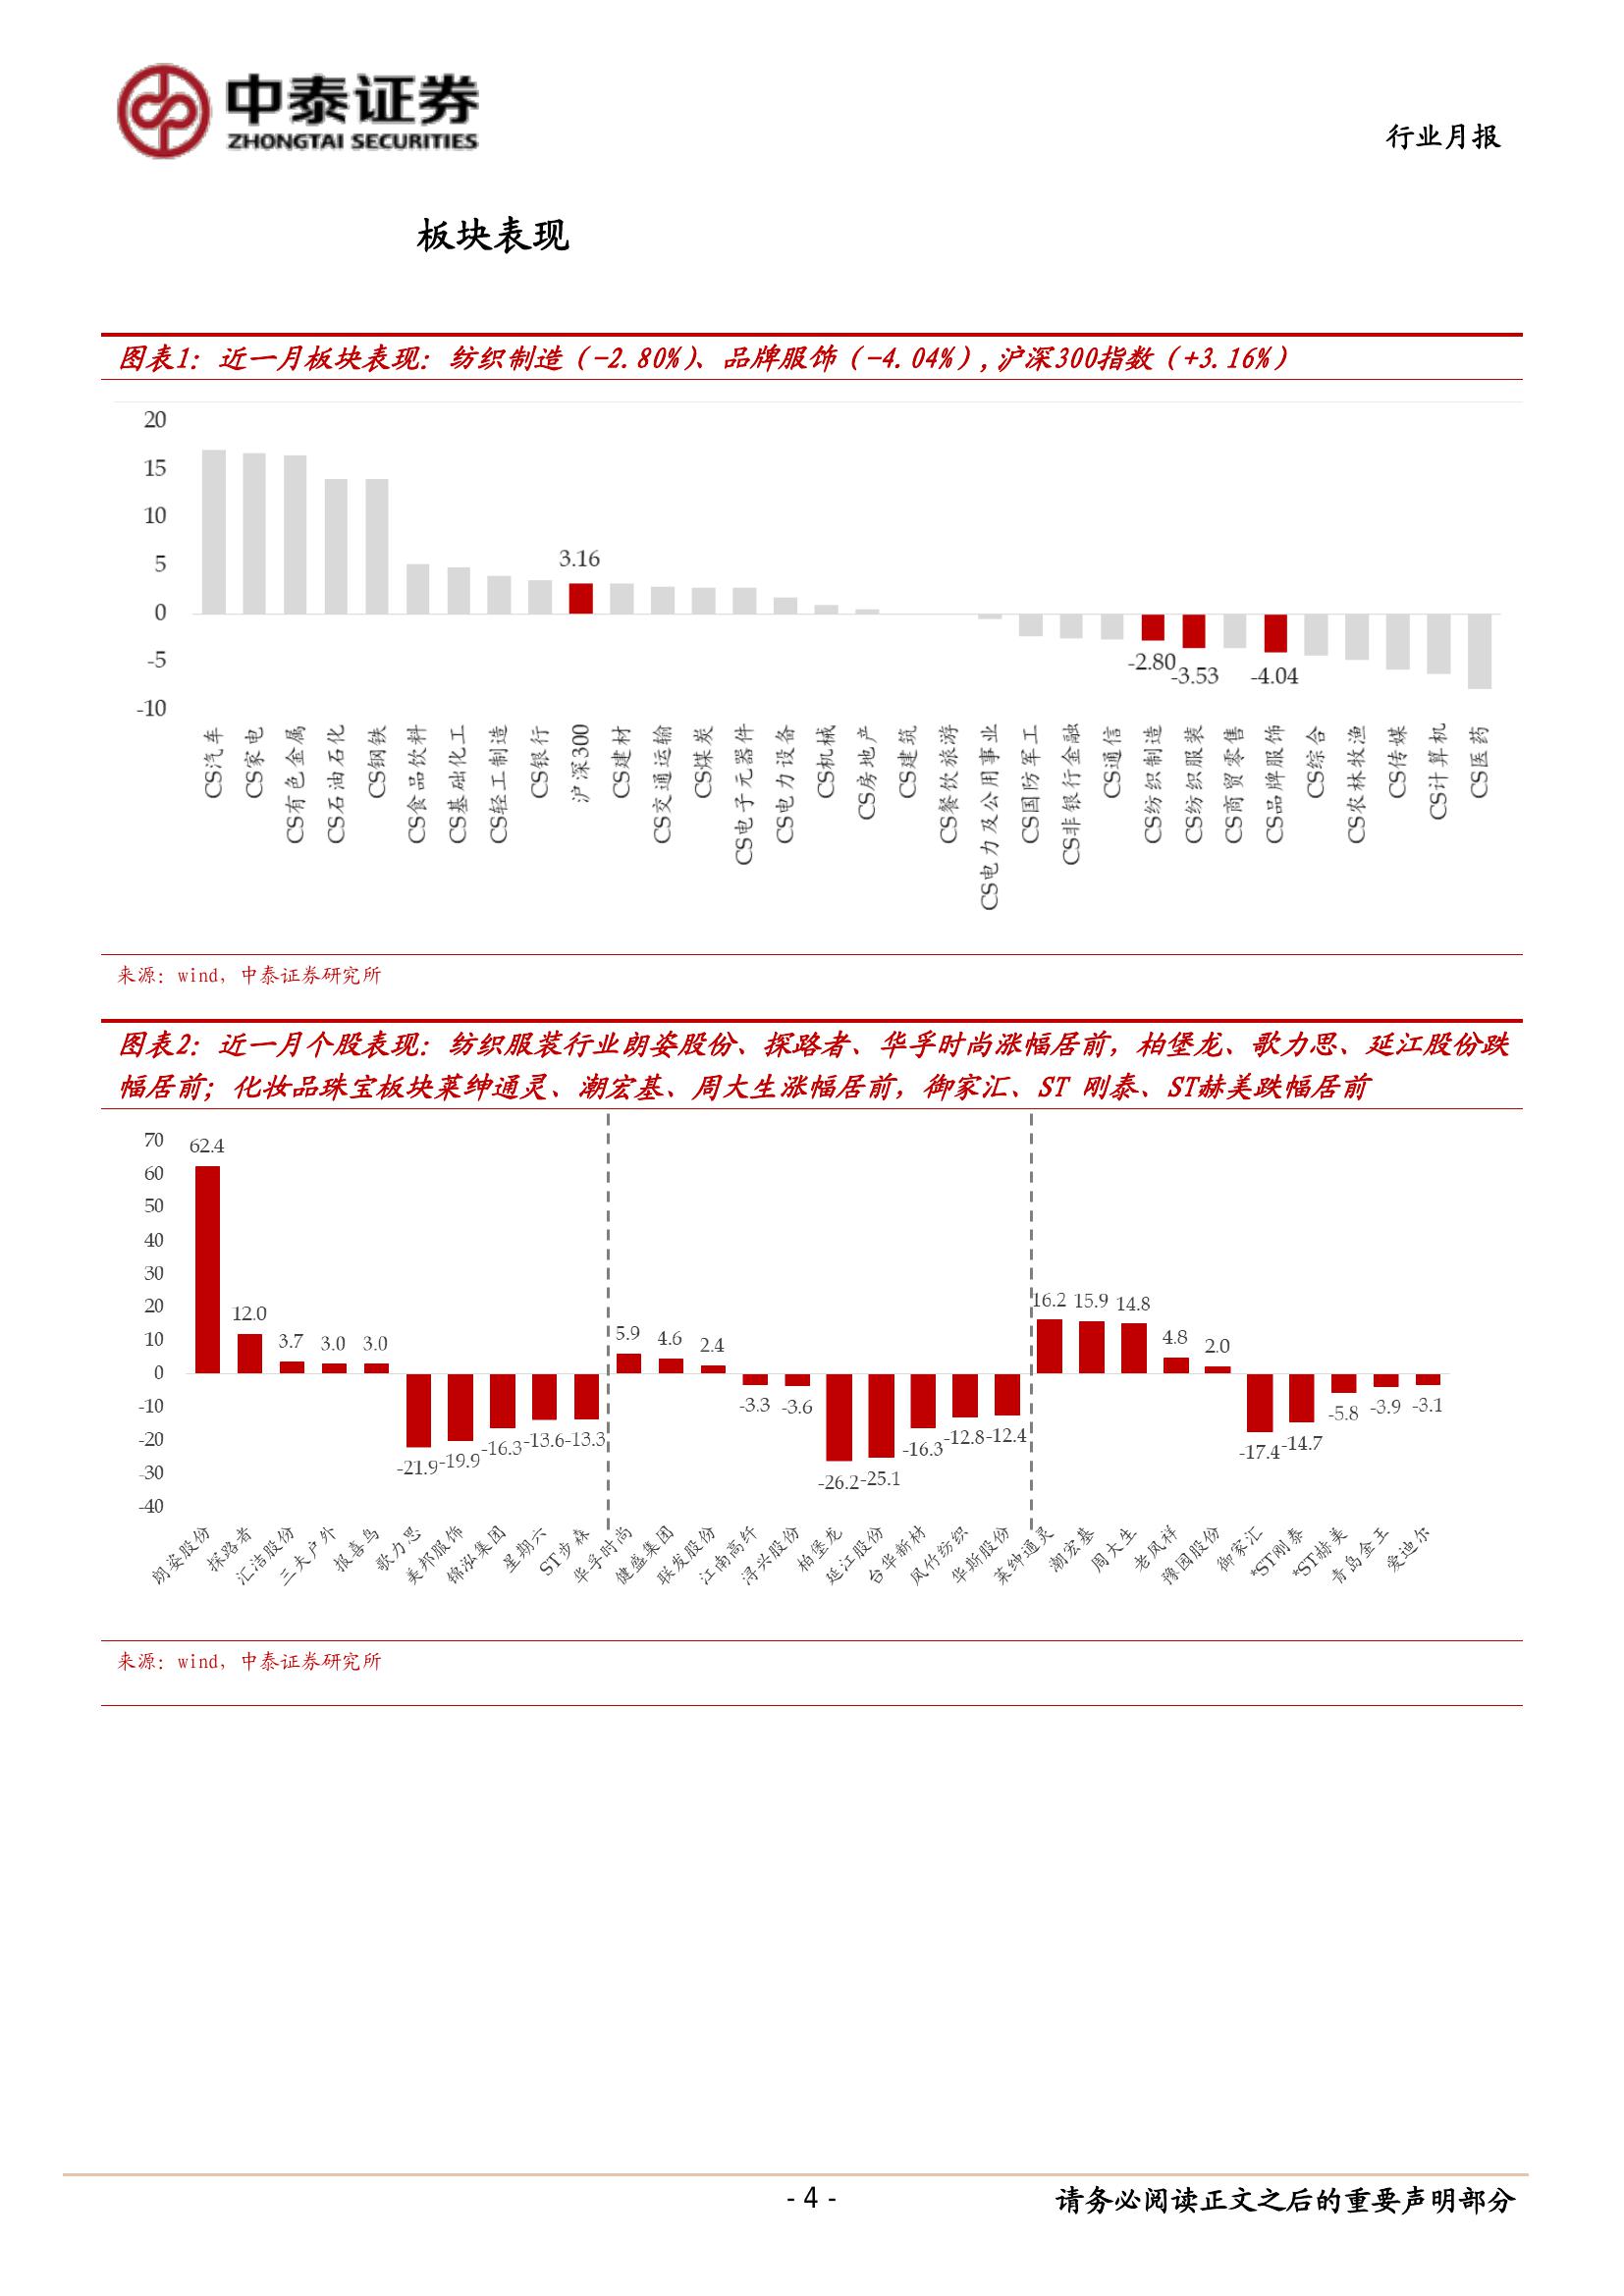 中泰证券
ZHONGTAI SECURITIES
行业月报
板块表现
图表1：近一月板块表现：纺织制造（-2.80%）、品牌服饰（-4.04%）,沪深300指数（+3.16%）
20
15
10
5
0
-5
-10
3.16
-2.80
-3.53
-4.04
CS汽车
CS家电
CS有色金属
CS石油石化
CS钢铁
CS食品饮料
CS基础化工
CS轻工制造
CS银行
沪深300
CS建材
CS交通运输
CS煤炭
CS电子元器件
CS电力设备
CS机械
CS房地产
CS建筑
CS餐饮旅游
CS电力及公用事业
CS国防军工
CS非银行金融
CS通信
CS纺织制造
CS纺织服装
CS商贸零售
CS品牌服饰
CS综合
CS农林牧渔
CS传媒
CS计算机
CS医药
来源：wind，中泰证券研究所
图表2：近一月个股表现：纺织服装行业朗姿股份、探路者、华孚时尚涨幅居前，柏堡龙、歌力思、延江股份跌
幅居前；化妆品珠宝板块莱绅通灵、潮宏基、周大生涨幅居前，御家汇、ST 刚泰、ST赫美跌幅居前
70
60
50
40
30
20
10
0
-10
-20
-30
-40
62.4
12.0
3.7
3.0
3.0
-21.9
-19.9
-16.3
-13.6
-13.3
5.9
4.6
2.4
-3.3
-3.6
-26.2
-25.1
-16.3
-12.8
-12.4
16.2
15.9
14.8
4.8
2.0
-17.4
-14.7
-5.8
-3.9
-3.1
朗姿股份
探路者
汇洁股份
三夫户外
报喜鸟
歌力思
美邦服饰
锦泓集团
星期六
ST步森
华孚时尚
健盛集团
联发股份
江南高纤
浔兴股份
柏堡龙
延江股份
台华新材
凤竹纺织
华斯股份
莱绅通灵
潮宏基
周大生
老凤祥
豫园股份
御家汇
*ST刚泰
*ST赫美
青岛金王
爱迪尔
来源：wind，中泰证券研究所
- 4 -
请务必阅读正文之后的重要声明部分